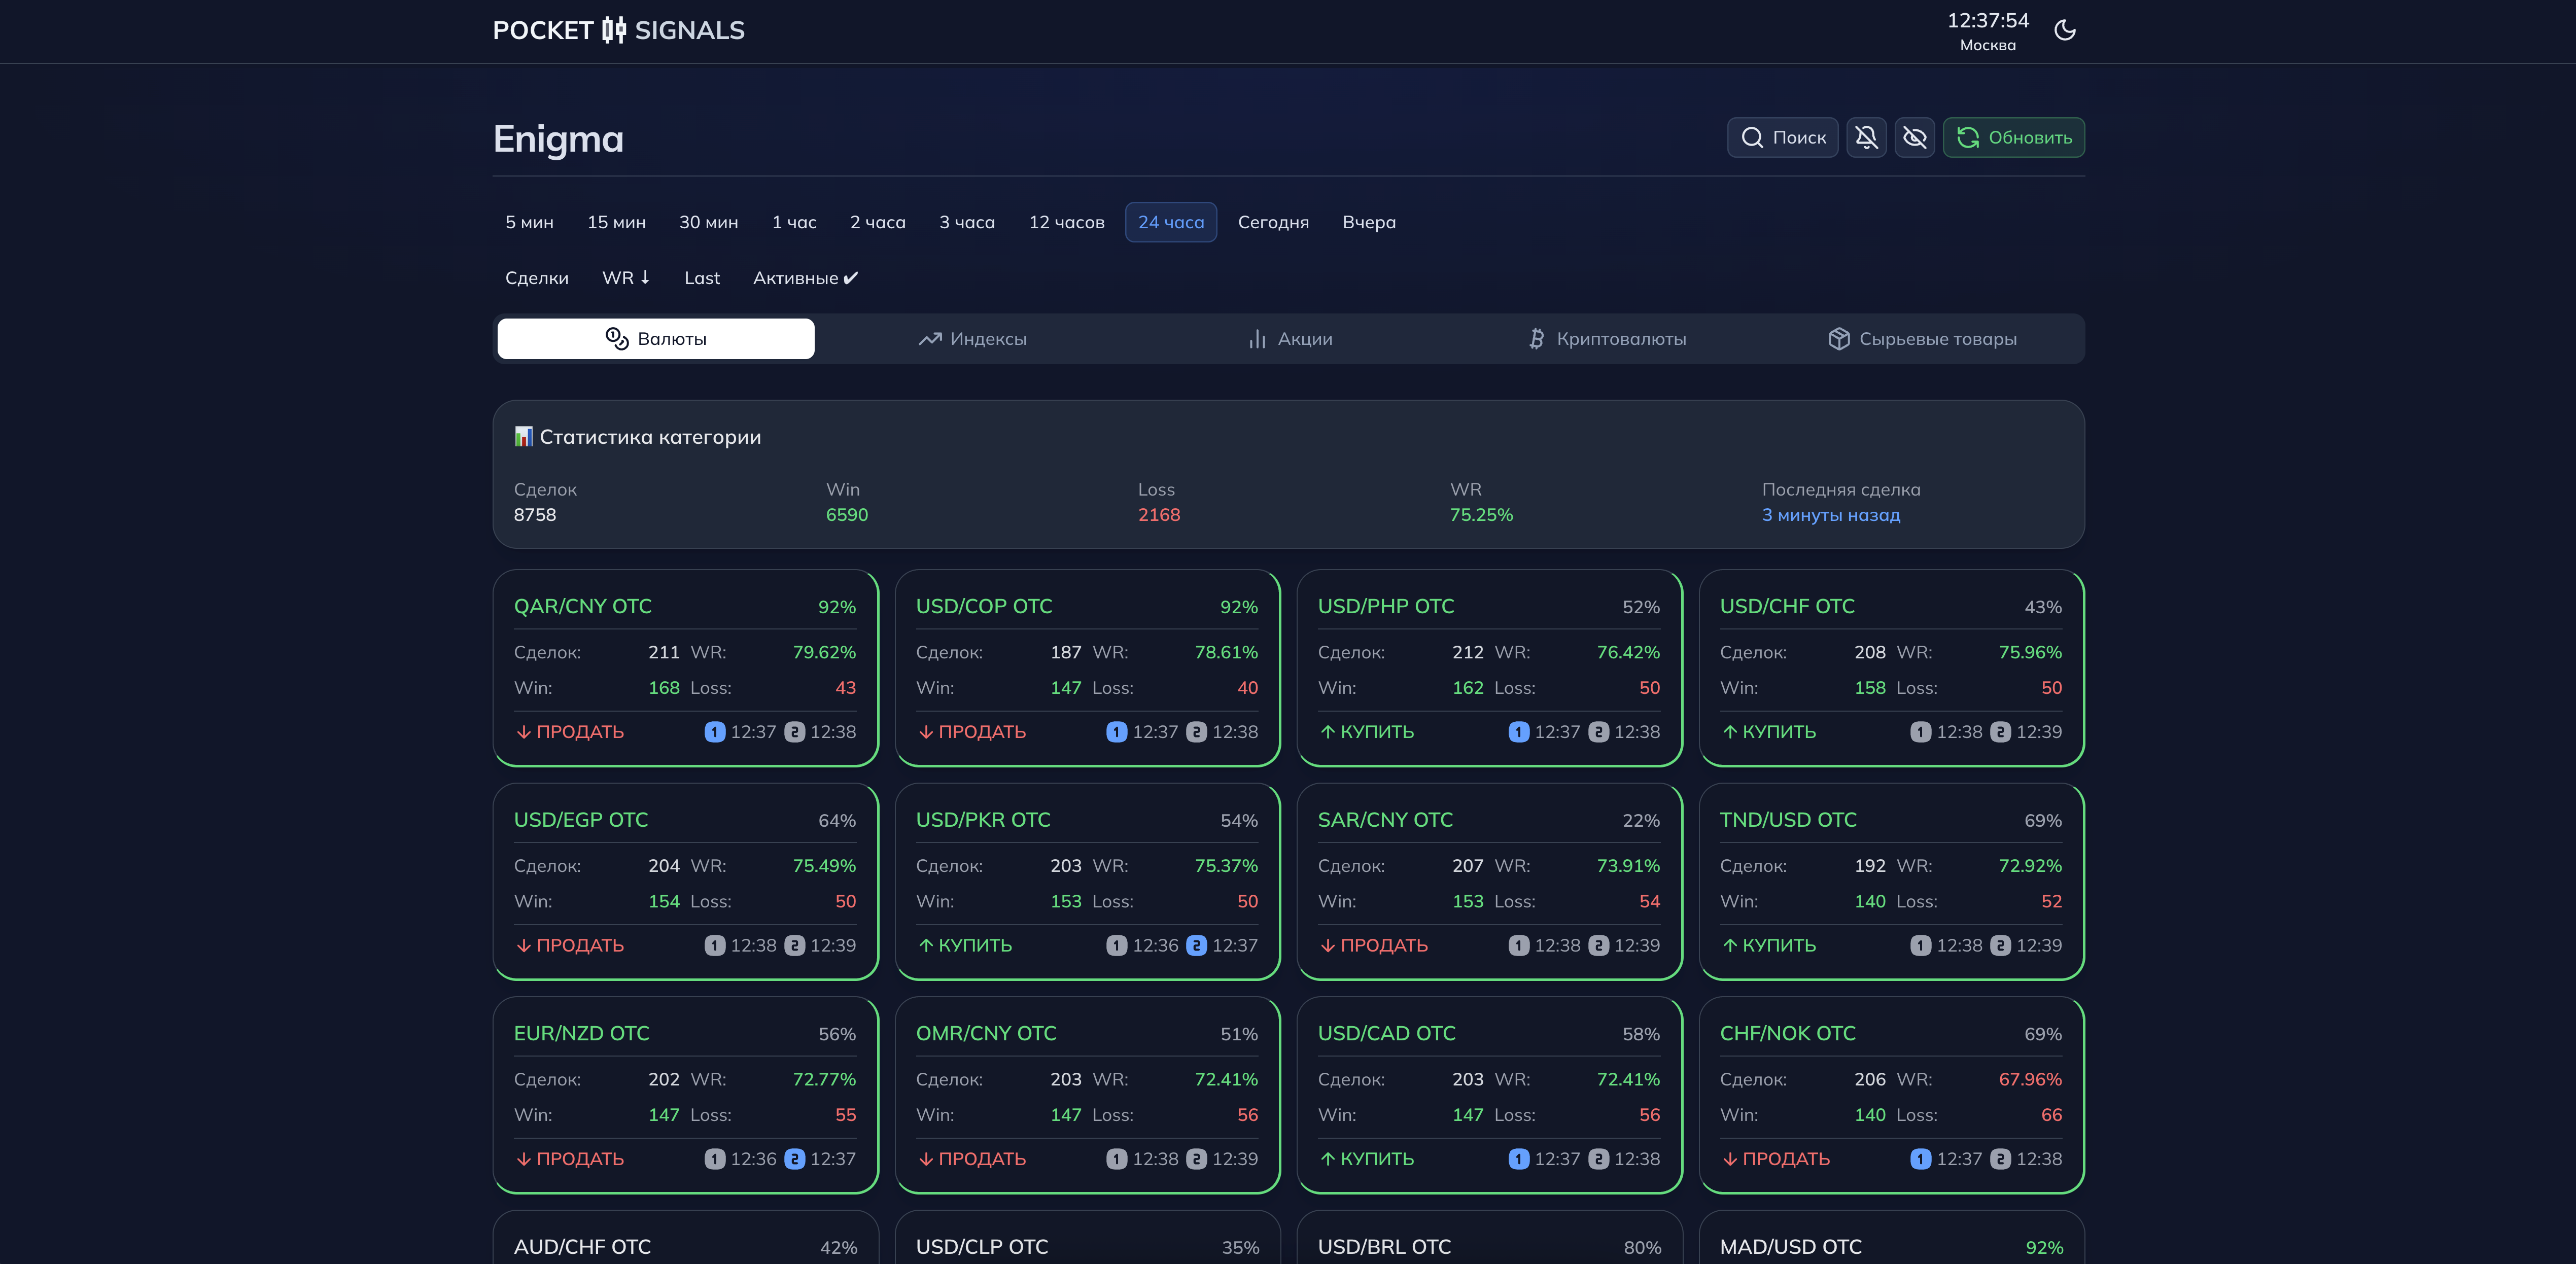 POCKET SIGNALS
12:37:54
Москва
Enigma
Поиск
Обновить
5 мин 15 мин 30 мин 1 час 2 часа 3 часа 12 часов 24 часа Сегодня Вчера
Сделки WR ↓ Last Активные ✔
Валюты Индексы Акции Криптовалюты Сырьевые товары
Статистика категории
Сделок Win Loss WR Последняя сделка
8758 6590 2168 75.25% 3 минуты назад
QAR/CNY OTC 92%
Сделок: 211 WR: 79.62%
Win: 168 Loss: 43
↓ ПРОДАТЬ 1 12:37 2 12:38
USD/COP OTC 92%
Сделок: 187 WR: 78.61%
Win: 147 Loss: 40
↓ ПРОДАТЬ 1 12:37 2 12:38
USD/PHP OTC 52%
Сделок: 212 WR: 76.42%
Win: 162 Loss: 50
↑ КУПИТЬ 1 12:37 2 12:38
USD/CHF OTC 43%
Сделок: 208 WR: 75.96%
Win: 158 Loss: 50
↑ КУПИТЬ 1 12:38 2 12:39
USD/EGP OTC 64%
Сделок: 204 WR: 75.49%
Win: 154 Loss: 50
↓ ПРОДАТЬ 1 12:38 2 12:39
USD/PKR OTC 54%
Сделок: 203 WR: 75.37%
Win: 153 Loss: 50
↑ КУПИТЬ 1 12:36 2 12:37
SAR/CNY OTC 22%
Сделок: 207 WR: 73.91%
Win: 153 Loss: 54
↓ ПРОДАТЬ 1 12:38 2 12:39
TND/USD OTC 69%
Сделок: 192 WR: 72.92%
Win: 140 Loss: 52
↑ КУПИТЬ 1 12:38 2 12:39
EUR/NZD OTC 56%
Сделок: 202 WR: 72.77%
Win: 147 Loss: 55
↓ ПРОДАТЬ 1 12:36 2 12:37
OMR/CNY OTC 51%
Сделок: 203 WR: 72.41%
Win: 147 Loss: 56
↓ ПРОДАТЬ 1 12:38 2 12:39
USD/CAD OTC 58%
Сделок: 203 WR: 72.41%
Win: 147 Loss: 56
↑ КУПИТЬ 1 12:37 2 12:38
CHF/NOK OTC 69%
Сделок: 206 WR: 67.96%
Win: 140 Loss: 66
↓ ПРОДАТЬ 1 12:37 2 12:38
AUD/CHF OTC 42%
USD/CLP OTC 35%
USD/BRL OTC 80%
MAD/USD OTC 92%